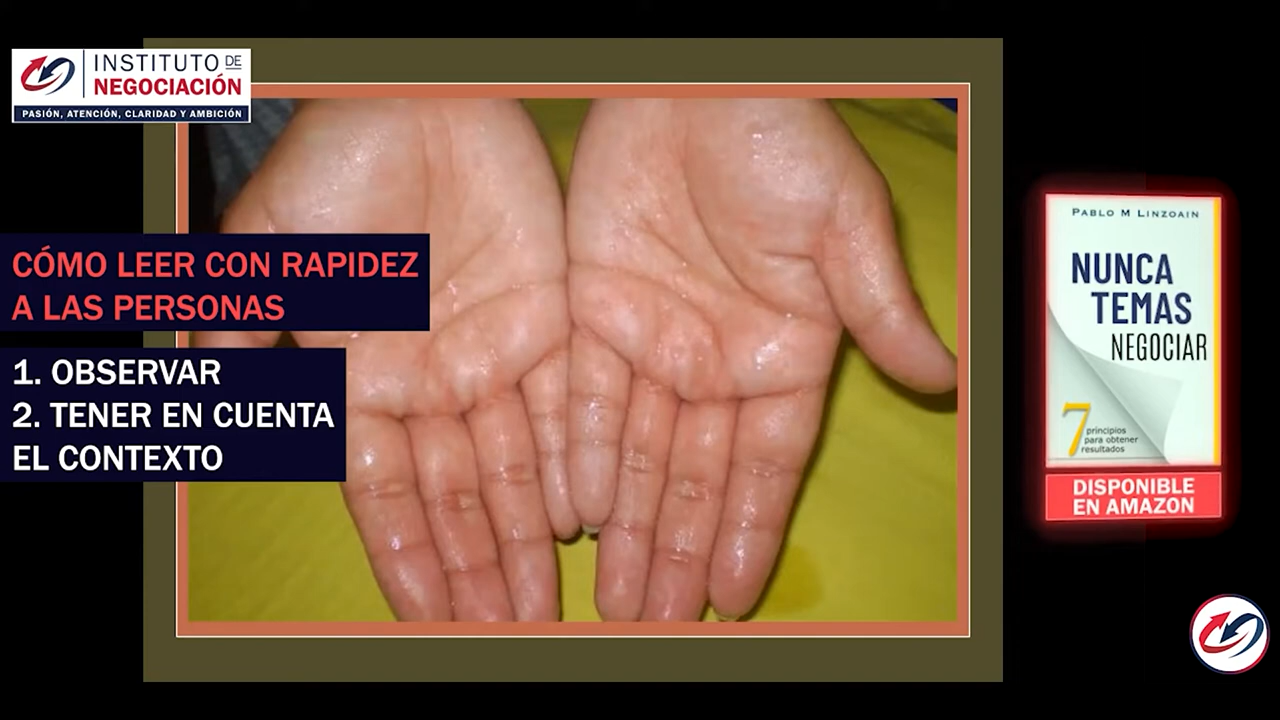 INSTITUTO DE
NEGOCIACIÓN
PASIÓN, ATENCIÓN, CLARIDAD Y AMBICIÓN
CÓMO LEER CON RAPIDEZ
A LAS PERSONAS
1. OBSERVAR
2. TENER EN CUENTA
EL CONTEXTO
PABLO M LINZOAIN
NUNCA
TEMAS
NEGOCIAR
7 principios
para obtener
resultados
DISPONIBLE
EN AMAZON